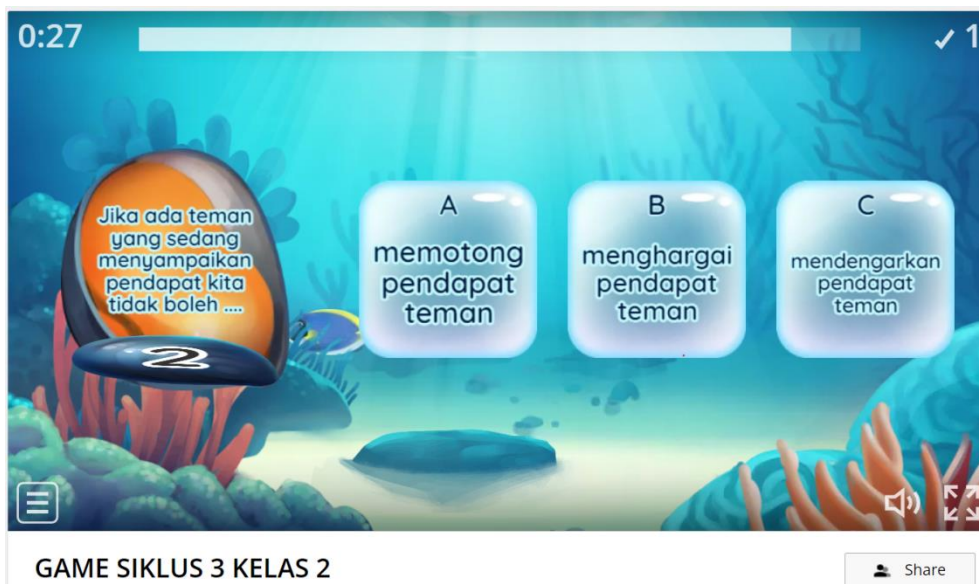 0:27
✓ 1
Jika ada teman
yang sedang
menyampaikan
pendapat kita
tidak boleh ....
2
A
memotong
pendapat
teman
B
menghargai
pendapat
teman
C
mendengarkan
pendapat
teman
GAME SIKLUS 3 KELAS 2
Share